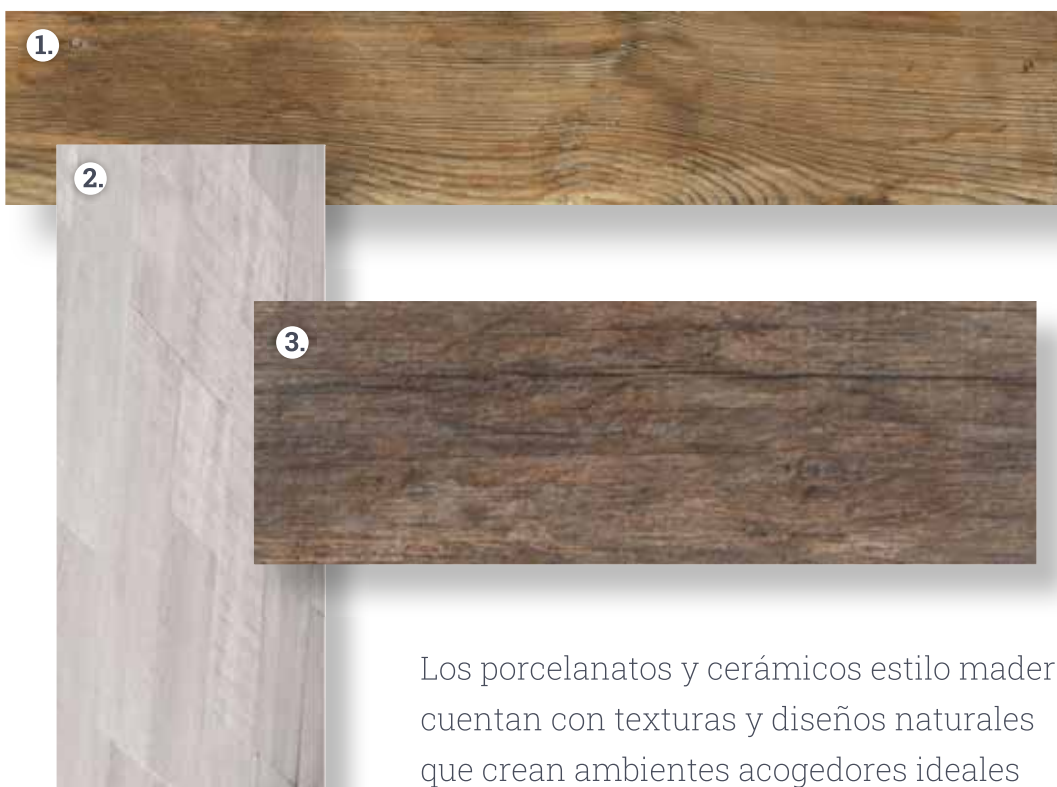 1.
2.
3.
Los porcelanatos y cerámicos estilo mader
cuentan con texturas y diseños naturales
que crean ambientes acogedores ideales